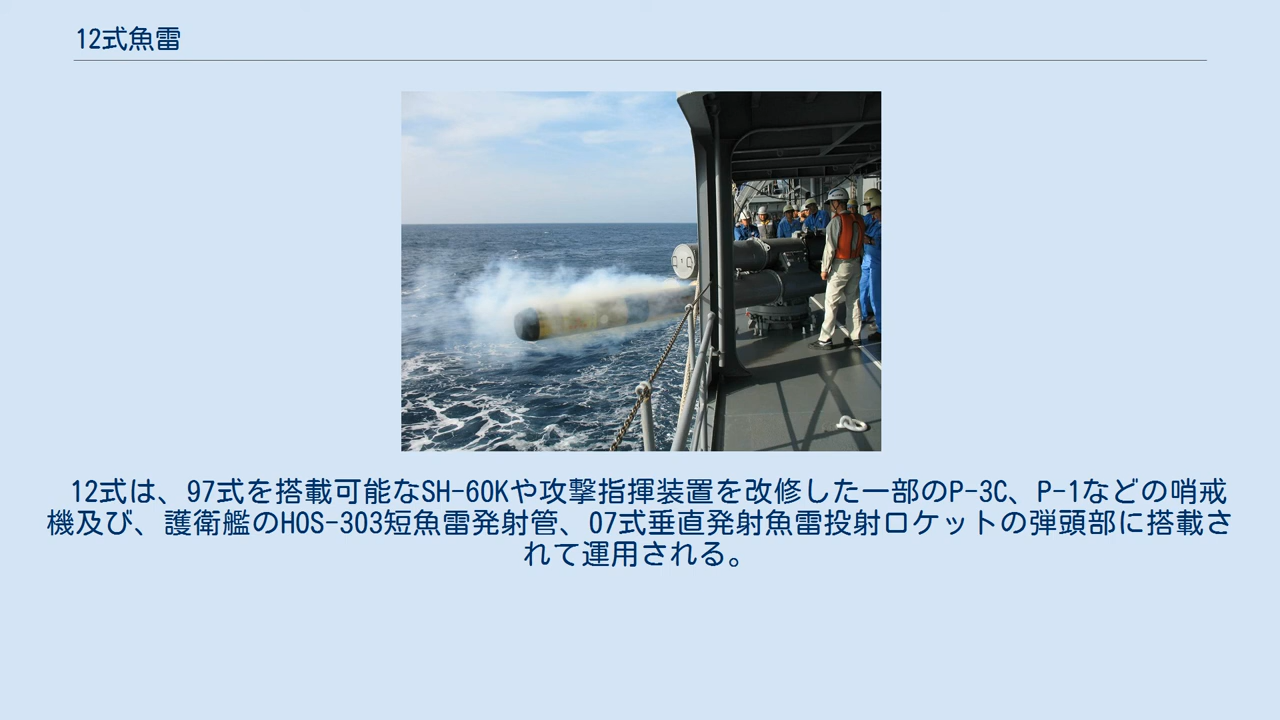 12式魚雷
12式は、97式を搭載可能なSH-60Kや攻撃指揮装置を改修した一部のP-3C、P-1などの哨戒
機及び、護衛艦のHOS-303短魚雷発射管、07式垂直発射魚雷投射ロケットの弾頭部に搭載さ
れて運用される。